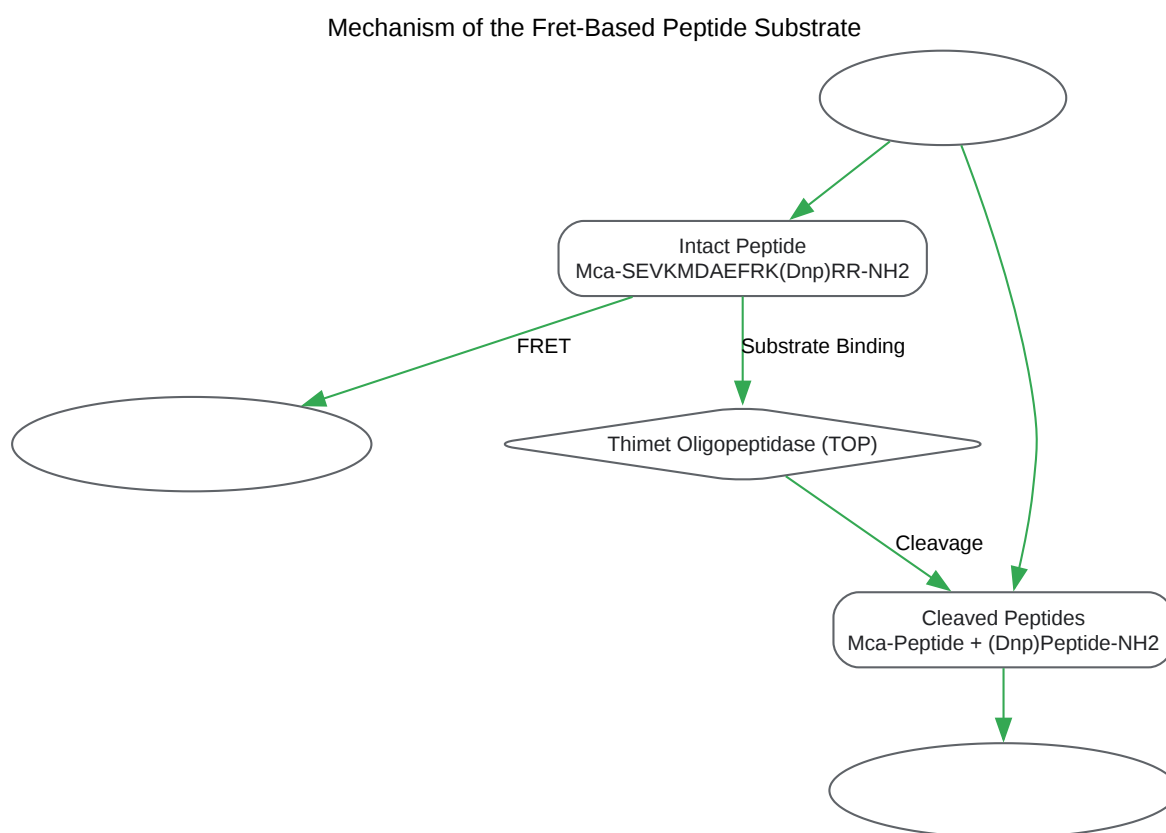 Mechanism of the Fret-Based Peptide Substrate
Intact Peptide
Mca-SEVKMDAEFRK(Dnp)RR-NH2
FRET
Substrate Binding
Thimet Oligopeptidase (TOP)
Cleavage
Cleaved Peptides
Mca-Peptide + (Dnp)Peptide-NH2